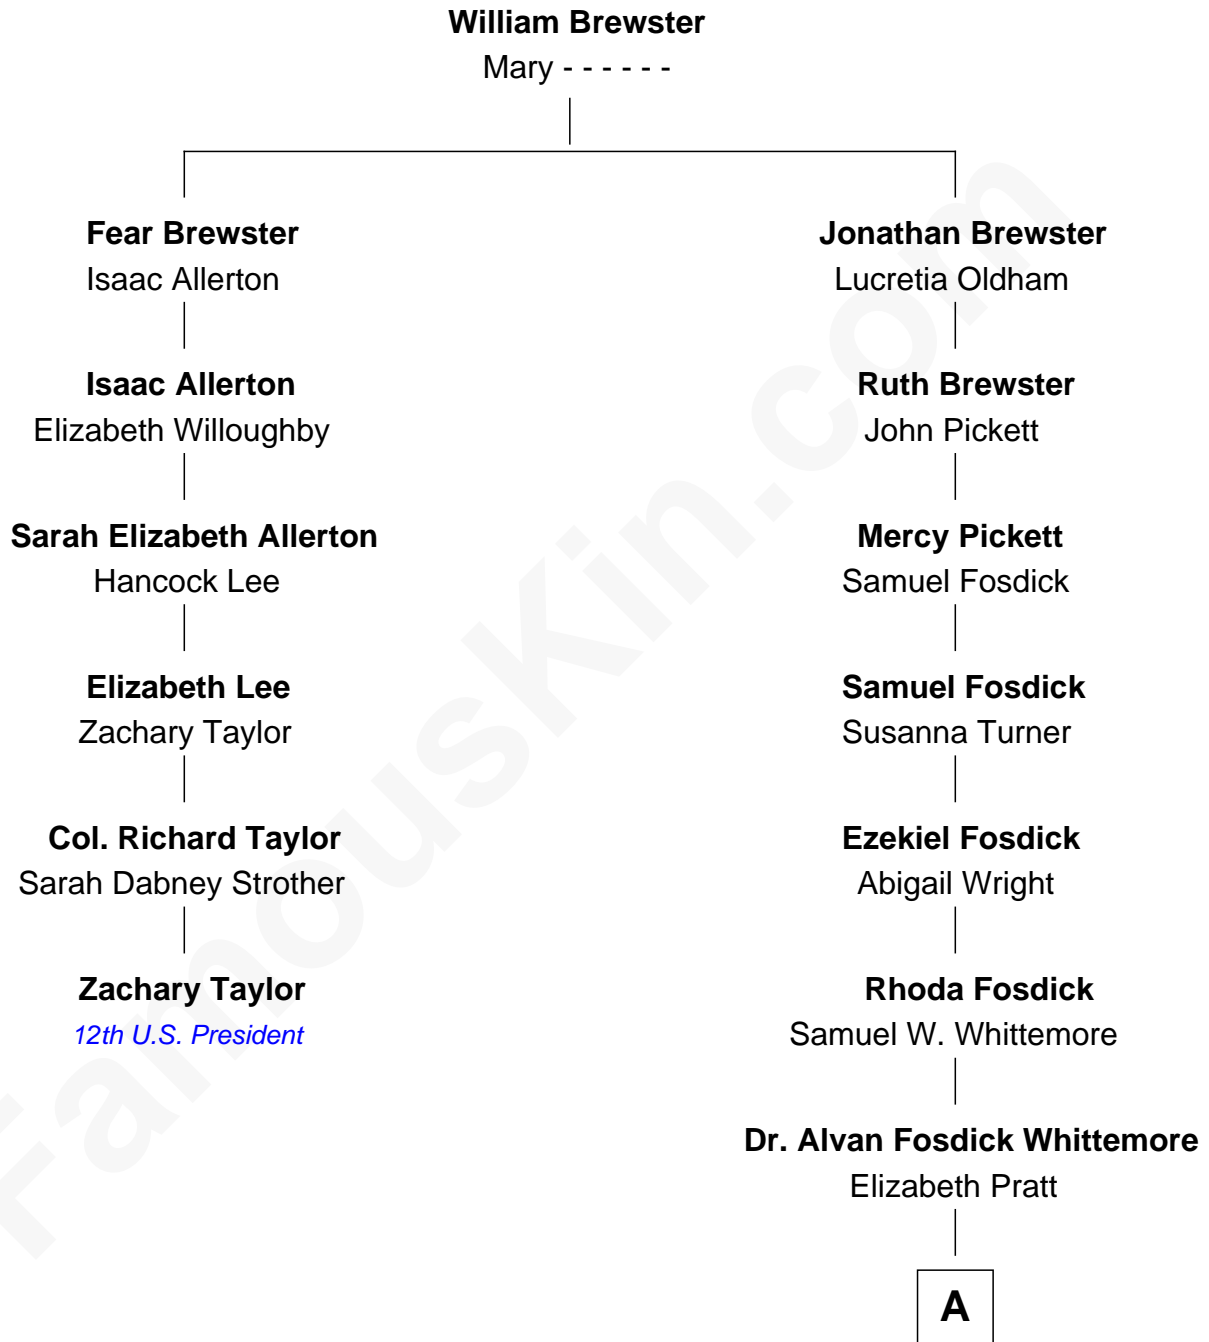 William Brewster
Mary - - - - - -
Fear Brewster
Isaac Allerton
Jonathan Brewster
Lucretia Oldham
Isaac Allerton
Elizabeth Willoughby
Ruth Brewster
John Pickett
Sarah Elizabeth Allerton
Hancock Lee
Mercy Pickett
Samuel Fosdick
Elizabeth Lee
Zachary Taylor
Samuel Fosdick
Susanna Turner
Col. Richard Taylor
Sarah Dabney Strother
Ezekiel Fosdick
Abigail Wright
Zachary Taylor
12th U.S. President
Rhoda Fosdick
Samuel W. Whittemore
Dr. Alvan Fosdick Whittemore
Elizabeth Pratt
A
FamousKin.com